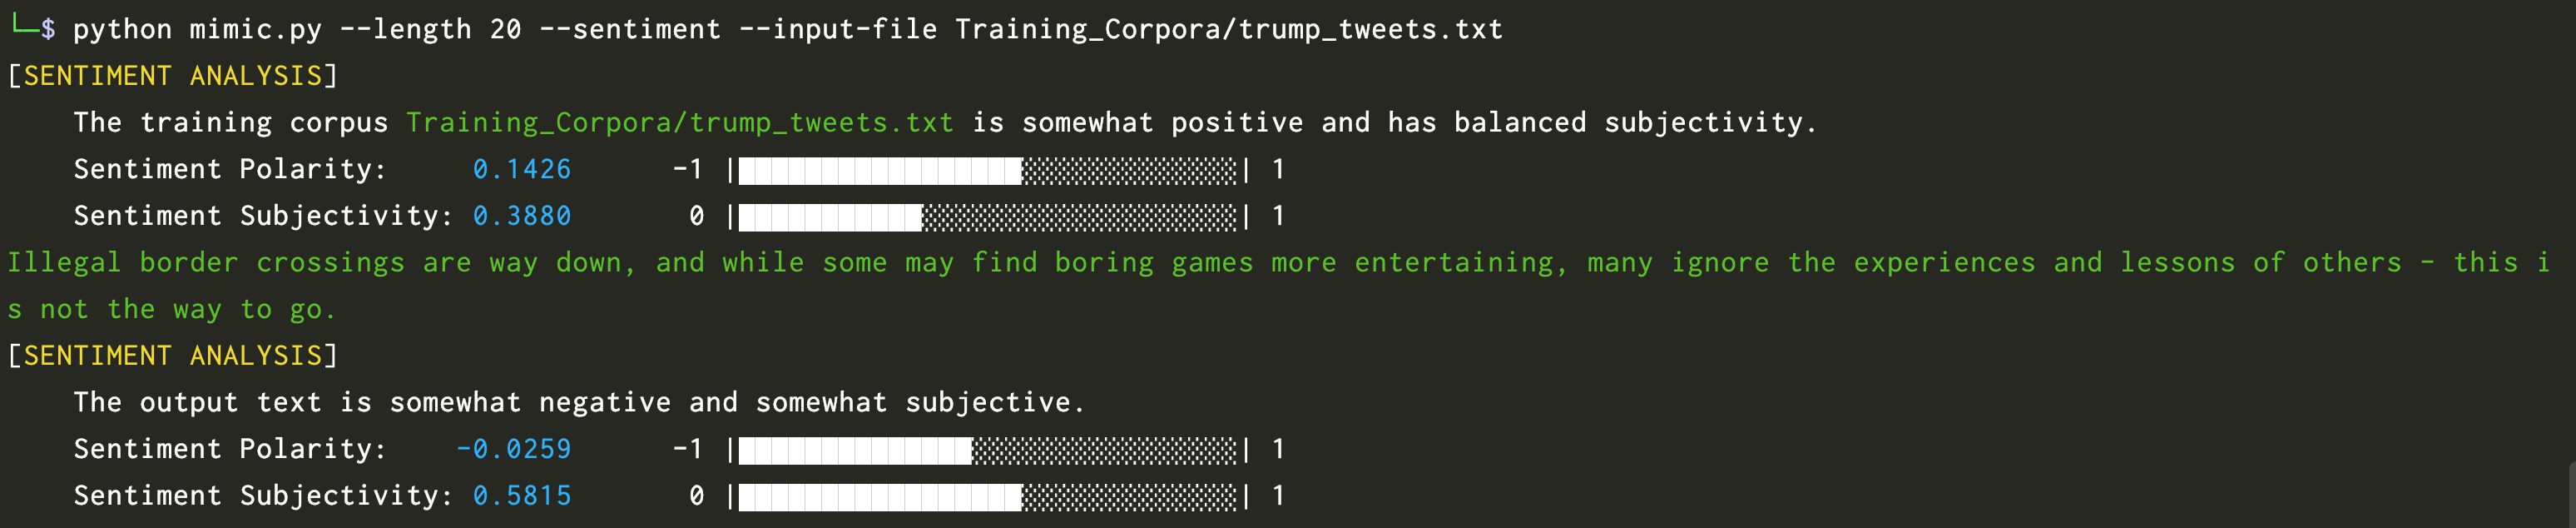 └─$ python mimic.py --length 20 --sentiment --input-file Training_Corpora/trump_tweets.txt
[SENTIMENT ANALYSIS]
    The training corpus Training_Corpora/trump_tweets.txt is somewhat positive and has balanced subjectivity.
    Sentiment Polarity:     0.1426      -1 |█████████████████░░░░░░░░░░░░░| 1
    Sentiment Subjectivity: 0.3880       0 |███████████░░░░░░░░░░░░░░░░░░░| 1
Illegal border crossings are way down, and while some may find boring games more entertaining, many ignore the experiences and lessons of others - this i
s not the way to go.
[SENTIMENT ANALYSIS]
    The output text is somewhat negative and somewhat subjective.
    Sentiment Polarity:    -0.0259      -1 |██████████████░░░░░░░░░░░░░░░░| 1
    Sentiment Subjectivity: 0.5815       0 |█████████████████░░░░░░░░░░░░░| 1